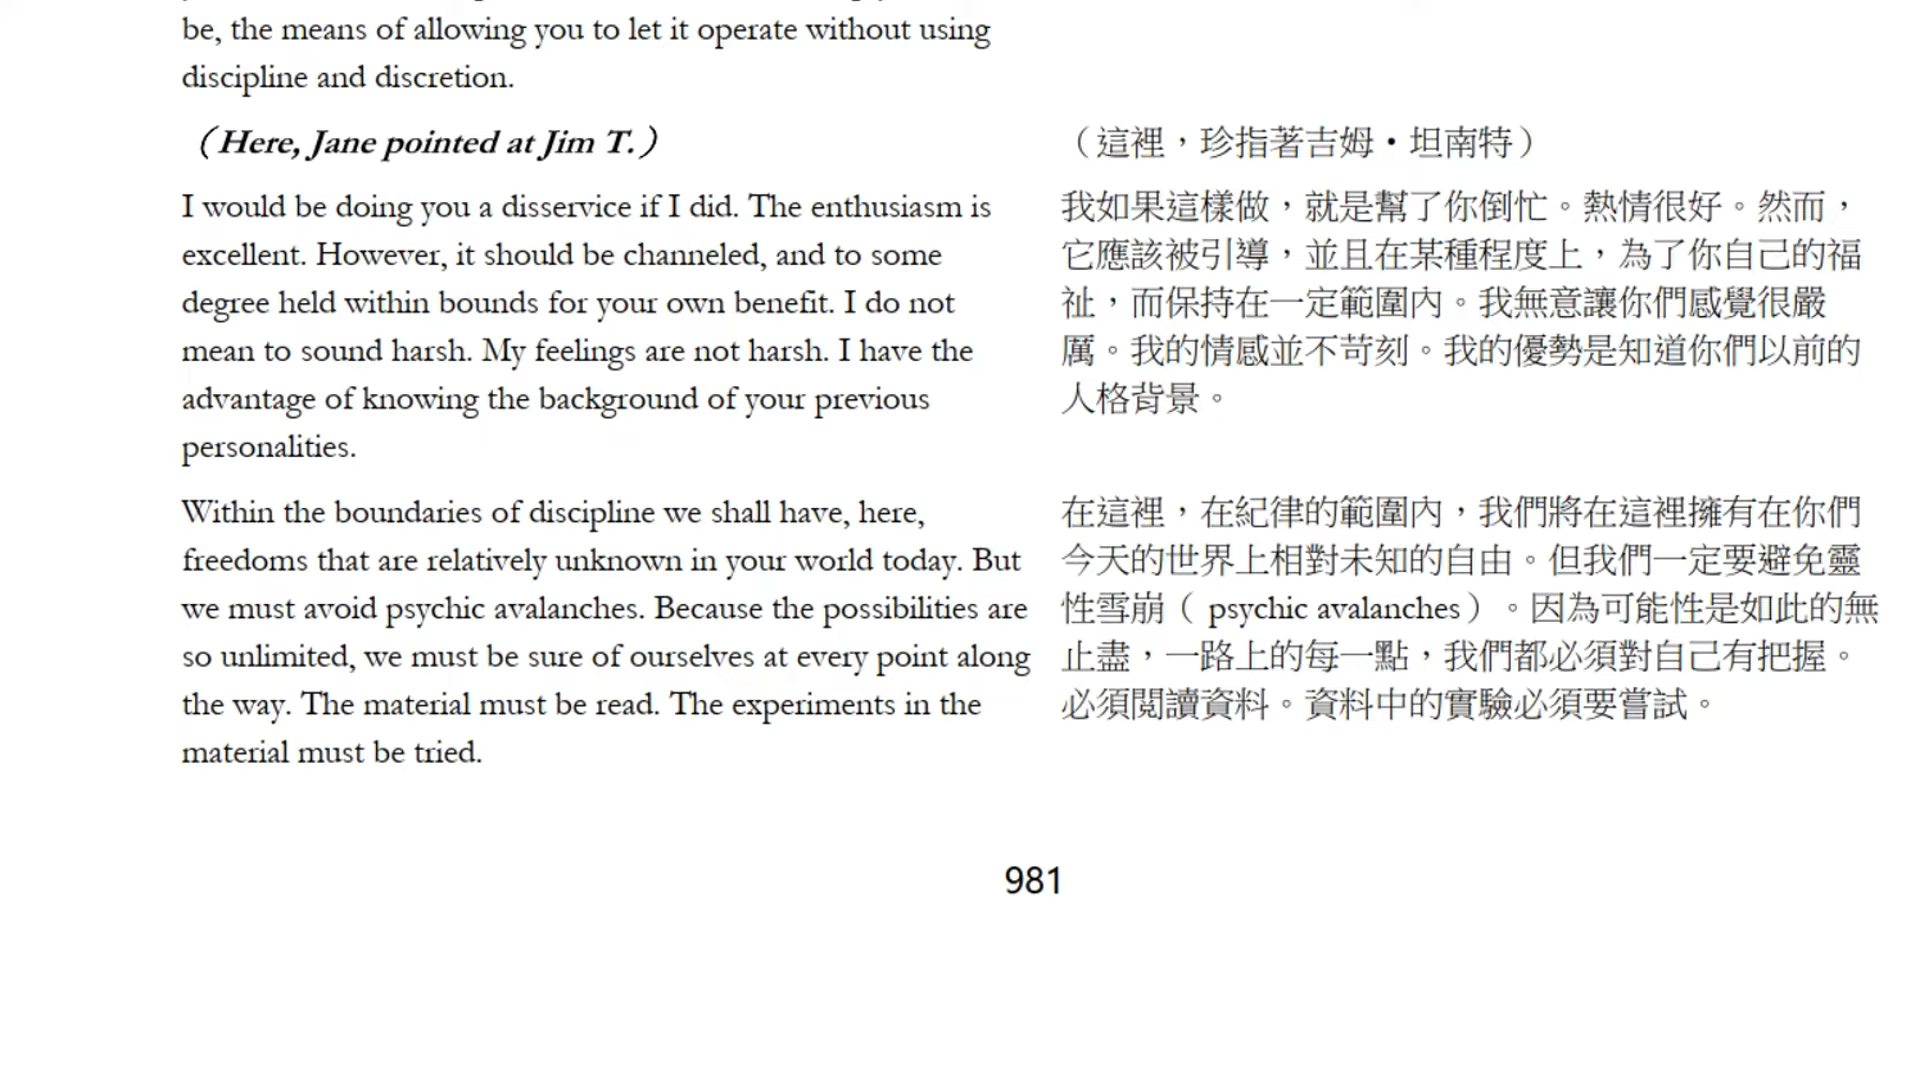 be, the means of allowing you to let it operate without using
discipline and discretion.
（Here, Jane pointed at Jim T.）
I would be doing you a disservice if I did. The enthusiasm is
excellent. However, it should be channeled, and to some
degree held within bounds for your own benefit. I do not
mean to sound harsh. My feelings are not harsh. I have the
advantage of knowing the background of your previous
personalities.
Within the boundaries of discipline we shall have, here,
freedoms that are relatively unknown in your world today. But
we must avoid psychic avalanches. Because the possibilities are
so unlimited, we must be sure of ourselves at every point along
the way. The material must be read. The experiments in the
material must be tried.
（這裡，珍指著吉姆•坦南特）
我如果這樣做，就是幫了你倒忙。熱情很好。然而，
它應該被引導，並且在某種程度上，為了你自己的福
祉，而保持在一定範圍內。我無意讓你們感覺很嚴
厲。我的情感並不苛刻。我的優勢是知道你們以前的
人格背景。
在這裡，在紀律的範圍內，我們將在這裡擁有在你們
今天的世界上相對未知的自由。但我們一定要避免靈
性雪崩（ psychic avalanches）。因為可能性是如此的無
止盡，一路上的每一點，我們都必須對自己有把握。
必須閱讀資料。資料中的實驗必須要嘗試。
981